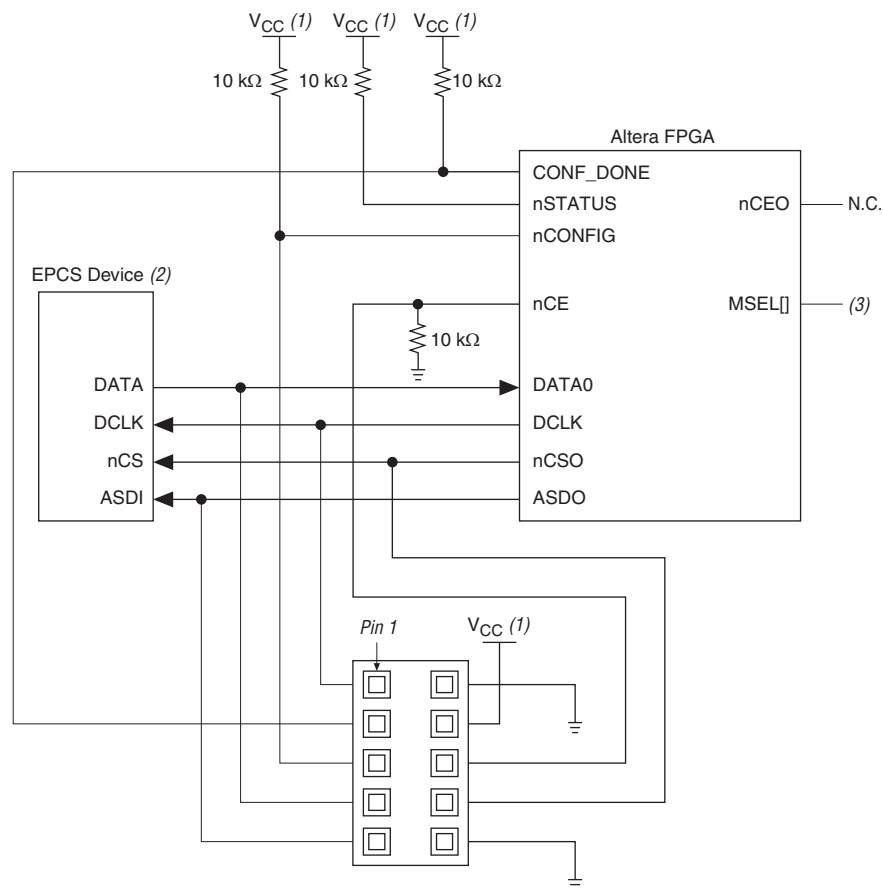 VCC (1) VCC (1) VCC (1)
10 kΩ 10 kΩ 10 kΩ
Altera FPGA
CONF_DONE
nSTATUS nCEO N.C.
nCONFIG
EPCS Device (2)
nCE MSEL[] (3)
10 kΩ
DATA DATA0
DCLK DCLK
nCS nCSO
ASDI ASDO
Pin 1 VCC (1)